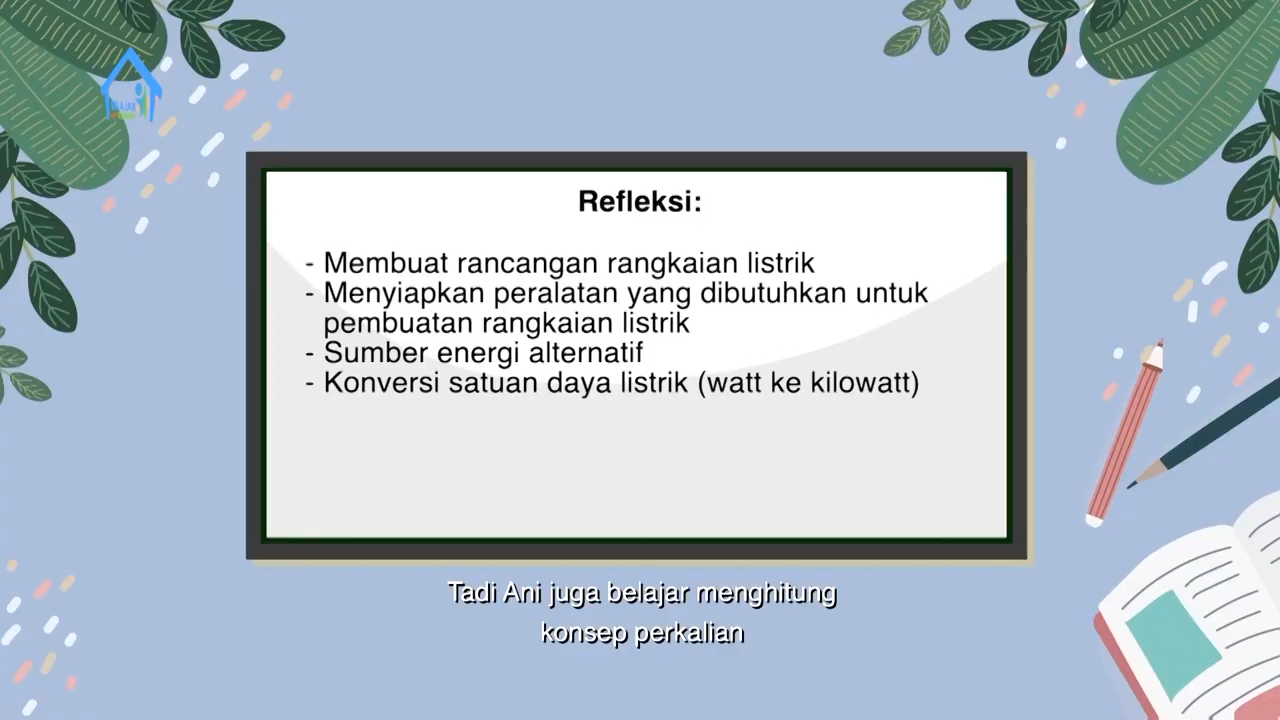 BELAJAR
Refleksi:
- Membuat rancangan rangkaian listrik
- Menyiapkan peralatan yang dibutuhkan untuk
pembuatan rangkaian listrik
- Sumber energi alternatif
- Konversi satuan daya listrik (watt ke kilowatt)
Tadi Ani juga belajar menghitung
konsep perkalian